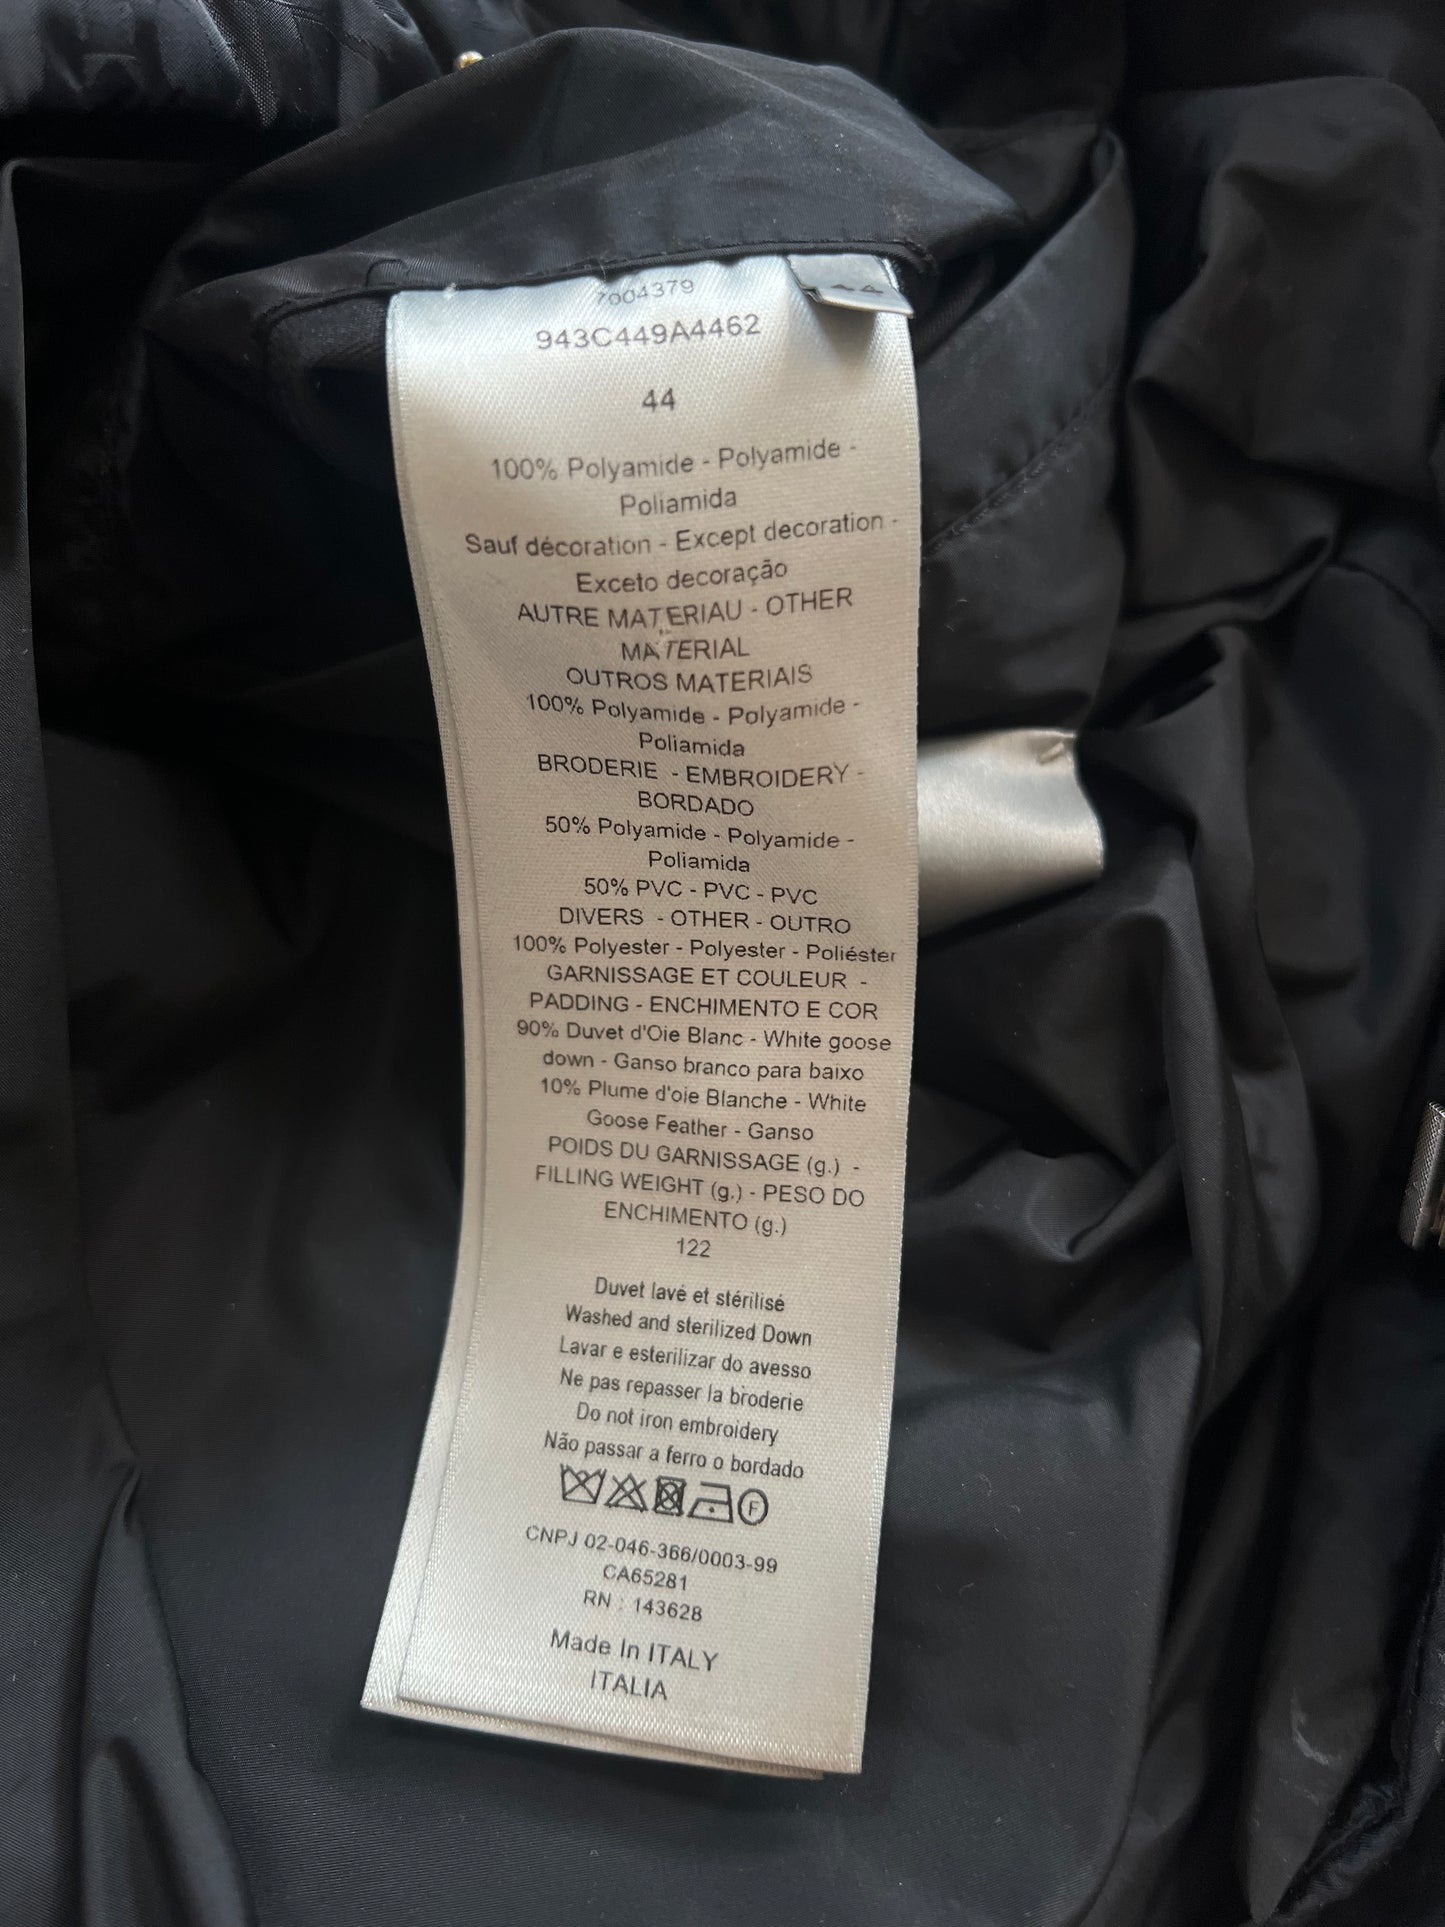 7004379
44
943C449A4462
44
100% Polyamide - Polyamide -
Poliamida
Sauf décoration - Except decoration -
Exceto decoração
AUTRE MATERIAU - OTHER
MATERIAL
OUTROS MATERIAIS
100% Polyamide - Polyamide -
Poliamida
BRODERIE - EMBROIDERY -
BORDADO
50% Polyamide - Polyamide -
Poliamida
50% PVC - PVC - PVC
DIVERS - OTHER - OUTRO
100% Polyester - Polyester - Poliéster
GARNISSAGE ET COULEUR -
PADDING - ENCHIMENTO E COR
90% Duvet d'Oie Blanc - White goose
down - Ganso branco para baixo
10% Plume d'oie Blanche - White
Goose Feather - Ganso
POIDS DU GARNISSAGE (g.) -
FILLING WEIGHT (g.) - PESO DO
ENCHIMENTO (g.)
122
Duvet lavé et stérilisé
Washed and sterilized Down
Lavar e esterilizar do avesso
Ne pas repasser la broderie
Do not iron embroidery
Não passar a ferro o bordado
F
CNPJ 02-046-366/0003-99
CA65281
RN : 143628
Made In ITALY
ITALIA